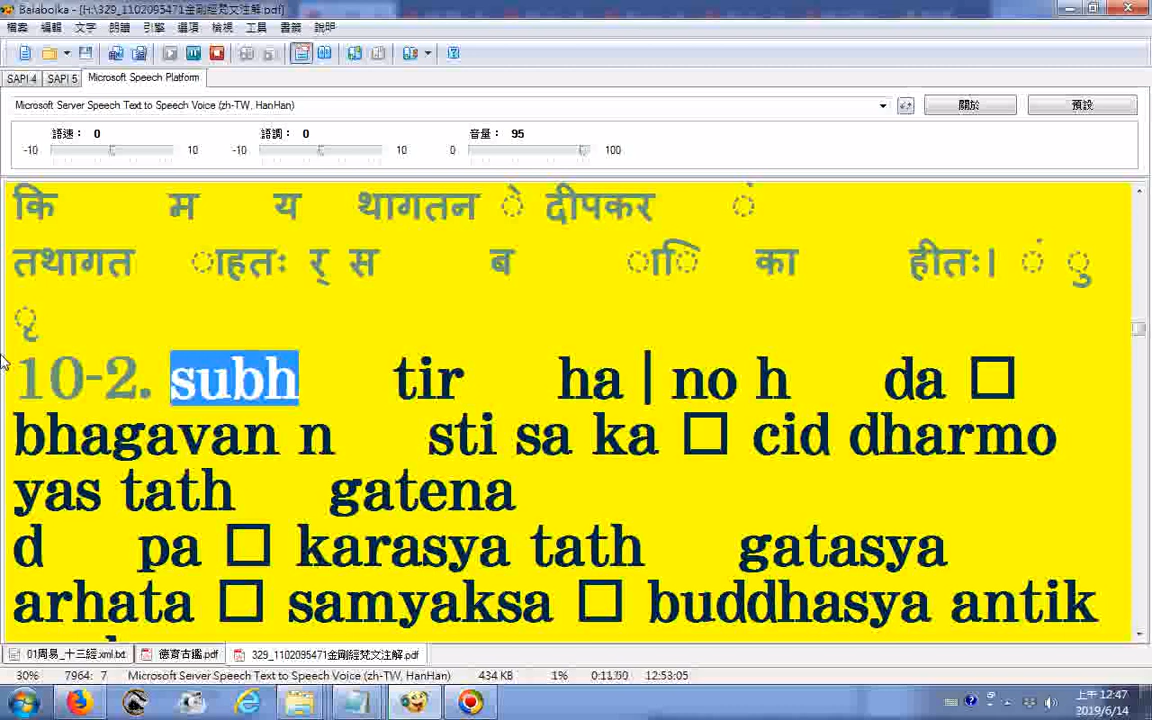 Balabolka - [H:\329_1102095471金剛經梵文注解.pdf]
檔案 編輯 文字 朗讀 引擎 選項 檢視 工具 書籤 說明
SAPI 4 SAPI 5 Microsoft Speech Platform
Microsoft Server Speech Text to Speech Voice (zh-TW, HanHan) 關於 預設
語速： 0 語調： 0 音量： 95
-10 10 -10 10 0 100
कि म य थागतन े दीपकर ं
तथागत ाहतः र् स ब ाि का हीतः। ं ु
ृ
10-2. subh tir ha | no h da □
bhagavan n sti sa ka □ cid dharmo
yas tath gatena
d pa □ karasya tath gatasya
arhata □ samyaksa □ buddhasya antik
01周易_十三經.xml.txt 德育古鑑.pdf 329_1102095471金剛經梵文注解.pdf
30% 7964: 7 Microsoft Server Speech Text to Speech Voice (zh-TW, HanHan) 434 KB 1% 12:53:05
上午 12:47
2019/6/14